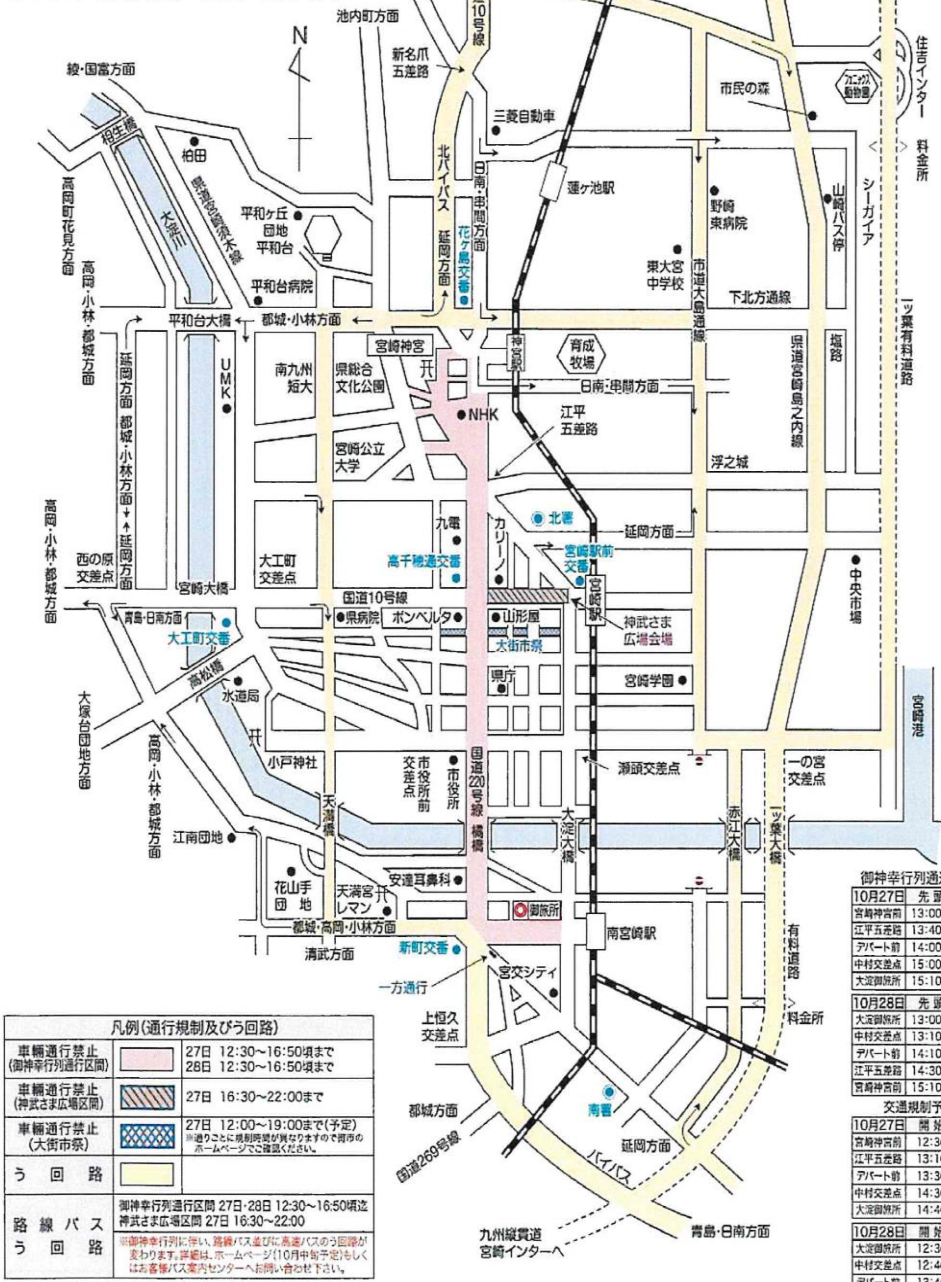 池内町方面
道10号線
新名爪
五差路
N
綾・国富方面
住吉インター
市民の森
フェニックス
動物園
三菱自動車
相生橋
柏田
料金所
北バイパス
日南・串間方面
蓮ヶ池駅
山崎バス停
シーガイア
高岡町花見方面
大淀川
県道宮崎須木線
平和ヶ丘
団地
平和台
野崎
東病院
延岡方面
花ヶ島交番
東大宮
中学校
市道大島通線
高岡・小林・都城方面
平和台病院
下北方通線
一ッ葉有料道路
平和台大橋
都城・小林方面
宮崎神宮
神宮駅
育成
牧場
県道宮崎島之内線
塩路
延岡方面
都城・小林方面
UMK
南九州
短大
県総合
文化公園
日南・串間方面
NHK
江平
五差路
宮崎公立
大学
浮之城
高岡・小林・都城方面
延岡方面
九電
カリーノ
北署
延岡方面
西の原
交差点
大工町
交差点
高千穂通交番
宮崎駅前
交番
宮崎駅
中央市場
宮崎大橋
国道10号線
青島・日南方面
県病院
ボンベルタ
山形屋
神武さま
広場会場
大工町交番
大街市祭
高松橋
県庁
宮崎学園
水道局
大塚台団地方面
宮崎港
高岡・小林・都城方面
小戸神社
市役所前
交差点
市役所
国道220号線
橘橋
瀬頭交差点
一の宮
交差点
天満橋
大淀大橋
赤江大橋
一ッ葉大橋
江南団地
花山手
団地
天満宮
レマン
安達耳鼻科
御旅所
都城・高岡・小林方面
南宮崎駅
有料道路
清武方面
新町交番
一方通行
宮交シティ
料金所
上恒久
交差点
都城方面
南署
延岡方面
国道269号線
バイパス
九州縦貫道
宮崎インターへ
青島・日南方面
御神幸行列通過
10月27日 先頭
宮崎神宮前 13:00
江平五差路 13:40
デパート前 14:00
中村交差点 15:00
大淀御旅所 15:10
10月28日 先頭
大淀御旅所 13:00
中村交差点 13:10
デパート前 14:10
江平五差路 14:30
宮崎神宮前 15:10
交通規制予
10月27日 開始
宮崎神宮前 12:3
江平五差路 13:1
デパート前 13:3
中村交差点 14:3
大淀御旅所 14:4
10月28日 開始
大淀御旅所 12:3
中村交差点 12:4
デパート前
凡例(通行規制及びう回路)
車輛通行禁止
(御神幸行列通行区間)
27日 12:30~16:50頃まで
28日 12:30~16:50頃まで
車輛通行禁止
(神武さま広場区間)
27日 16:30~22:00まで
車輛通行禁止
(大街市祭)
27日 12:00~19:00まで(予定)
※通りごとに規制時間が異なりますので同市の
ホームページでご確認ください。
う回路
路線バス
う回路
御神幸行列通行区間 27日・28日 12:30~16:50頃迄
神武さま広場区間 27日 16:30~22:00
※御神幸行列に伴い、路線バス並びに高速バスのう回路が
変わります。詳細は、ホームページ(10月中旬予定)もしく
はお客様バス案内センターへお問い合わせ下さい。